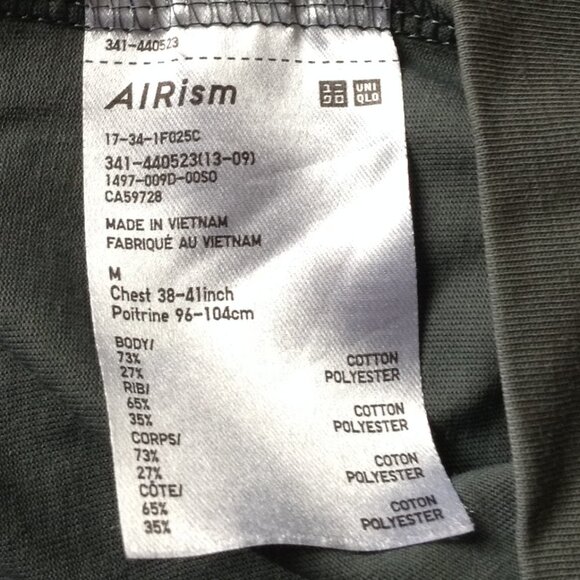 341-440523
AIRism
ユニ UNI
クロ QLO
17-34-1F025C
341-440523(13-09)
1497-009D-00SO
CA59728
MADE IN VIETNAM
FABRIQUÉ AU VIETNAM
M
Chest 38-41inch
Poitrine 96-104cm
BODY/
73% COTTON
27% POLYESTER
RIB/
65% COTTON
35% POLYESTER
CORPS/
73% COTON
27% POLYESTER
CÔTE/
65% COTON
35% POLYESTER